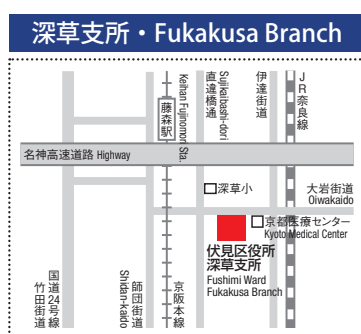 深草支所・Fukakusa Branch
藤森駅
Keihan Fujinomori Sta.
直違橋通
Sujikaibashi-dori
伊達街道
JR奈良線
名神高速道路 Highway
深草小
大岩街道
Oiwakaido
京都医療センター
Kyoto Medical Center
伏見区役所
深草支所
Fushimi Ward
Fukakusa Branch
国道24号線
竹田街道
師団街道
Shidan-kaido
京阪本線